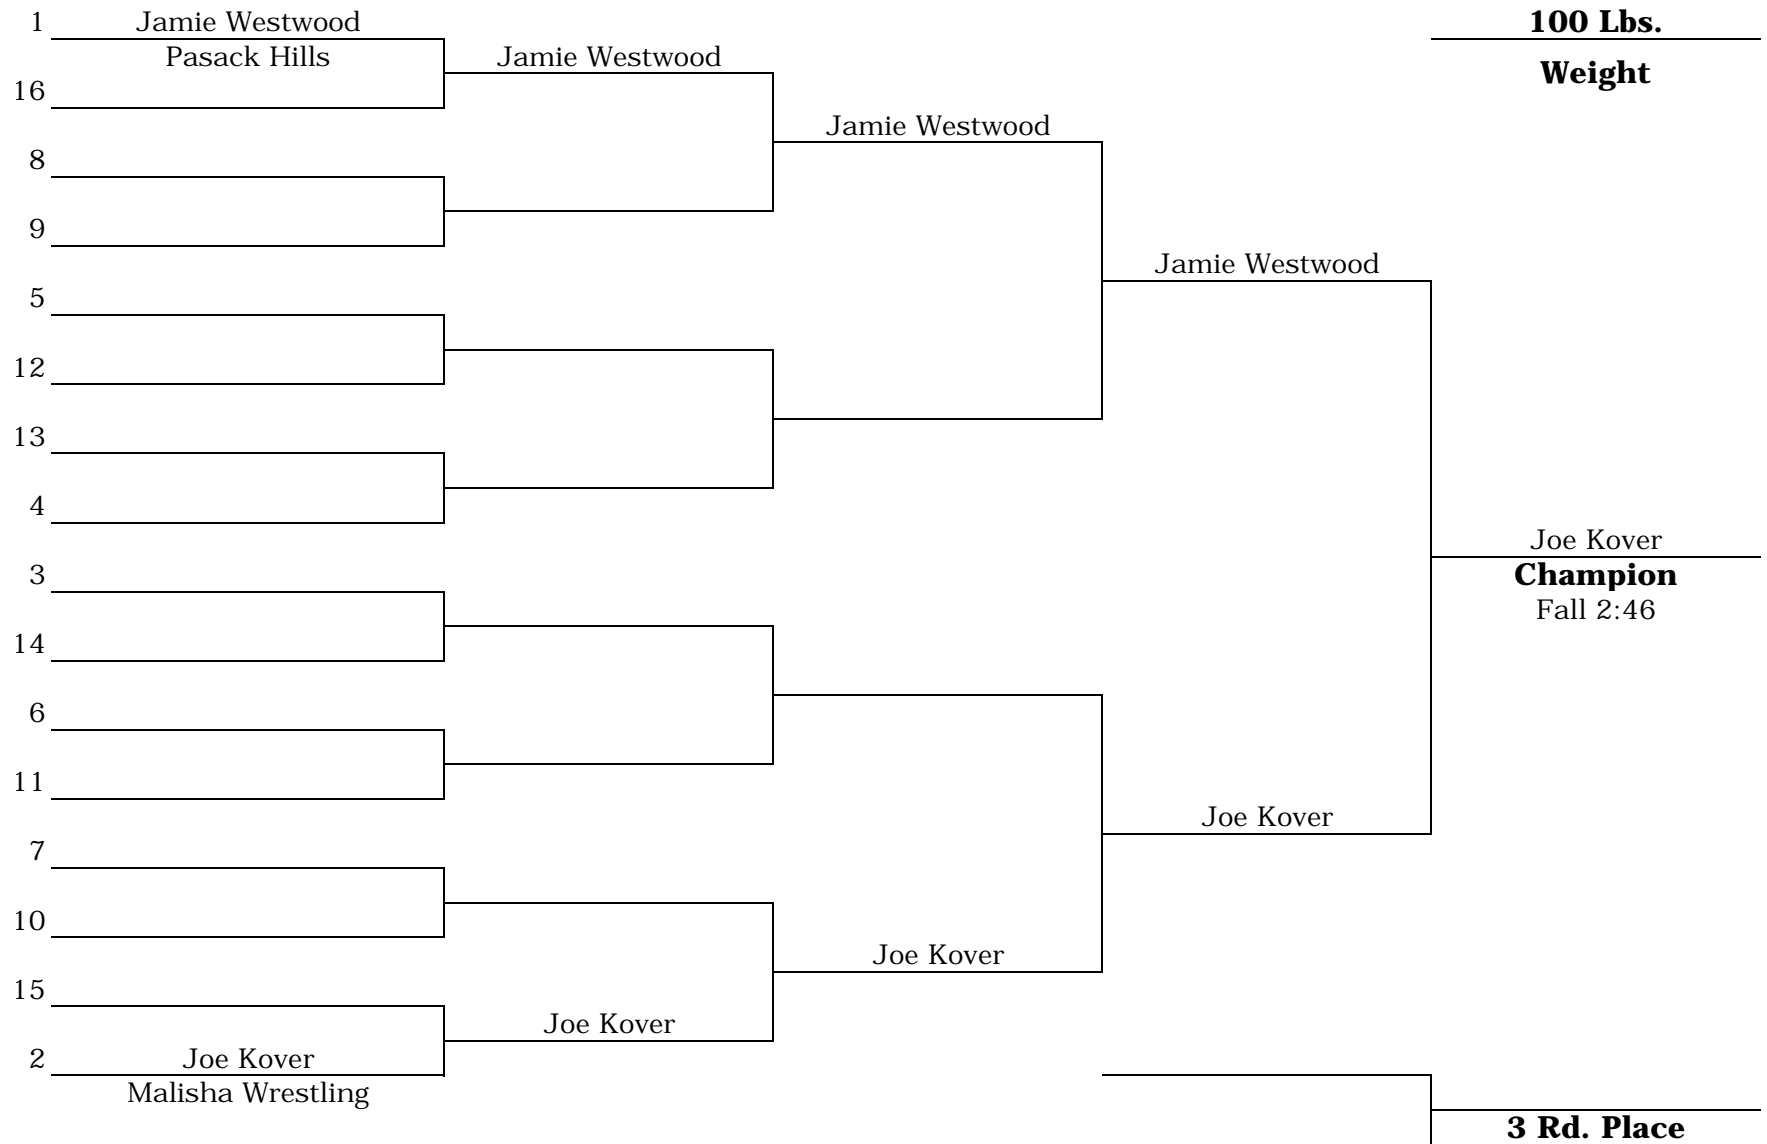 1 Jamie Westwood
Pasack Hills
16
8
9
5
12
13
4
3
14
6
11
7
10
15
2 Joe Kover
Malisha Wrestling
Jamie Westwood
Joe Kover
Jamie Westwood
Joe Kover
Jamie Westwood
Joe Kover
100 Lbs.
Weight
Joe Kover
Champion
Fall 2:46
3 Rd. Place